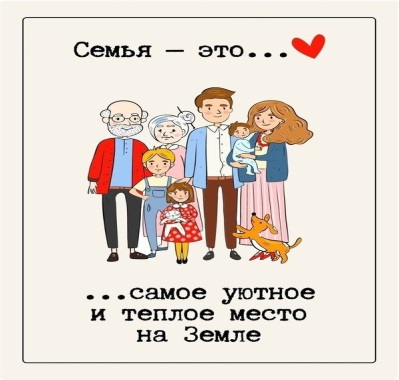 Семья – это...
...самое уютное
и теплое место
на Земле